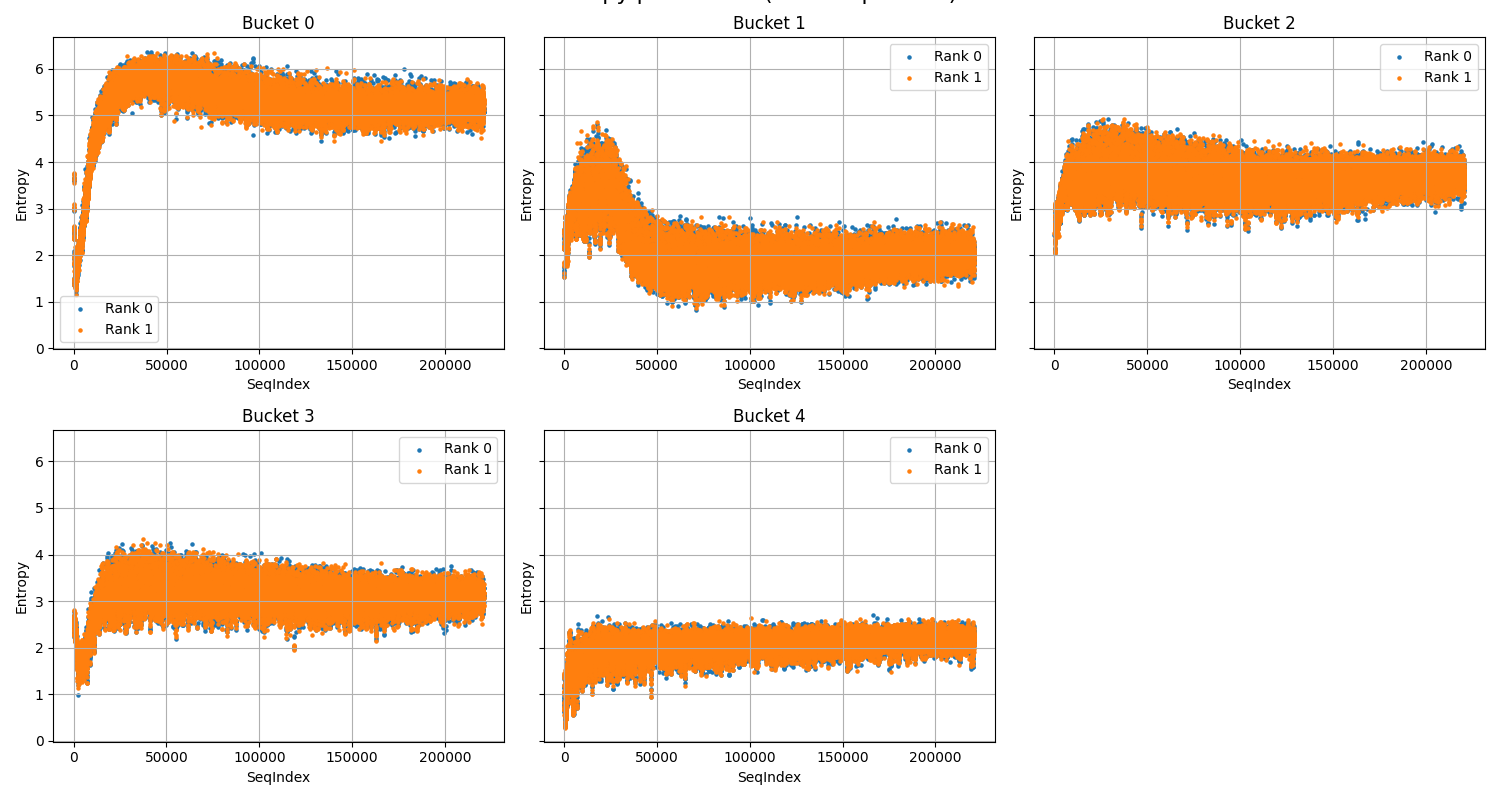 Bucket 0
Bucket 1
Bucket 2
Entropy
6
5
4
3
2
1
0
Rank 0
Rank 1
0
50000
100000
150000
200000
SeqIndex
Entropy
Rank 0
Rank 1
0
50000
100000
150000
200000
SeqIndex
Entropy
Rank 0
Rank 1
0
50000
100000
150000
200000
SeqIndex
Bucket 3
Bucket 4
Entropy
6
5
4
3
2
1
0
Rank 0
Rank 1
0
50000
100000
150000
200000
SeqIndex
Entropy
Rank 0
Rank 1
0
50000
100000
150000
200000
SeqIndex